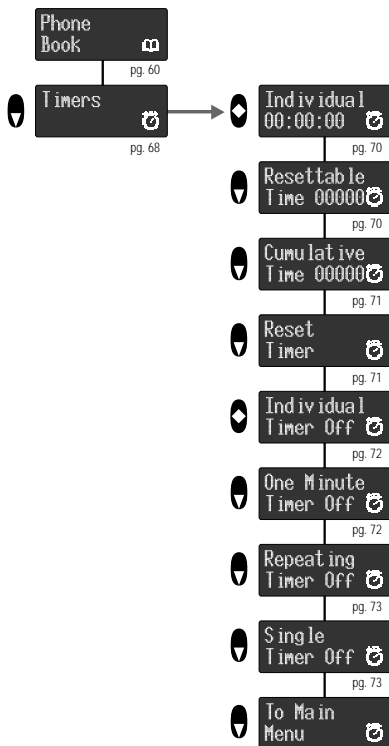 Phone
Book
pg. 60
Timers
pg. 68
Individual
00:00:00
pg. 70
Resettable
Time 00000
pg. 70
Cumulative
Time 00000
pg. 71
Reset
Timer
pg. 71
Individual
Timer Off
pg. 72
One Minute
Timer Off
pg. 72
Repeating
Timer Off
pg. 73
Single
Timer Off
pg. 73
To Main
Menu